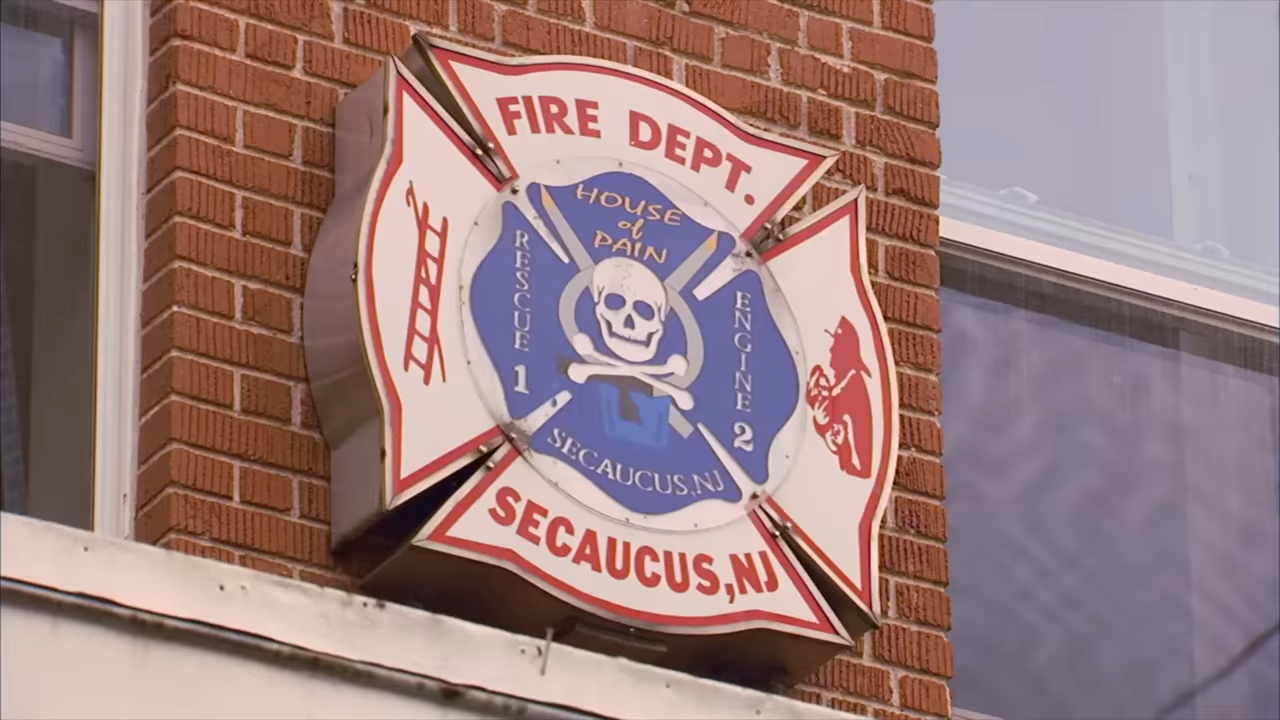 FIRE DEPT.
HOUSE
of
PAIN
RESCUE 1
ENGINE 2
SECAUCUS, NJ
SECAUCUS, NJ